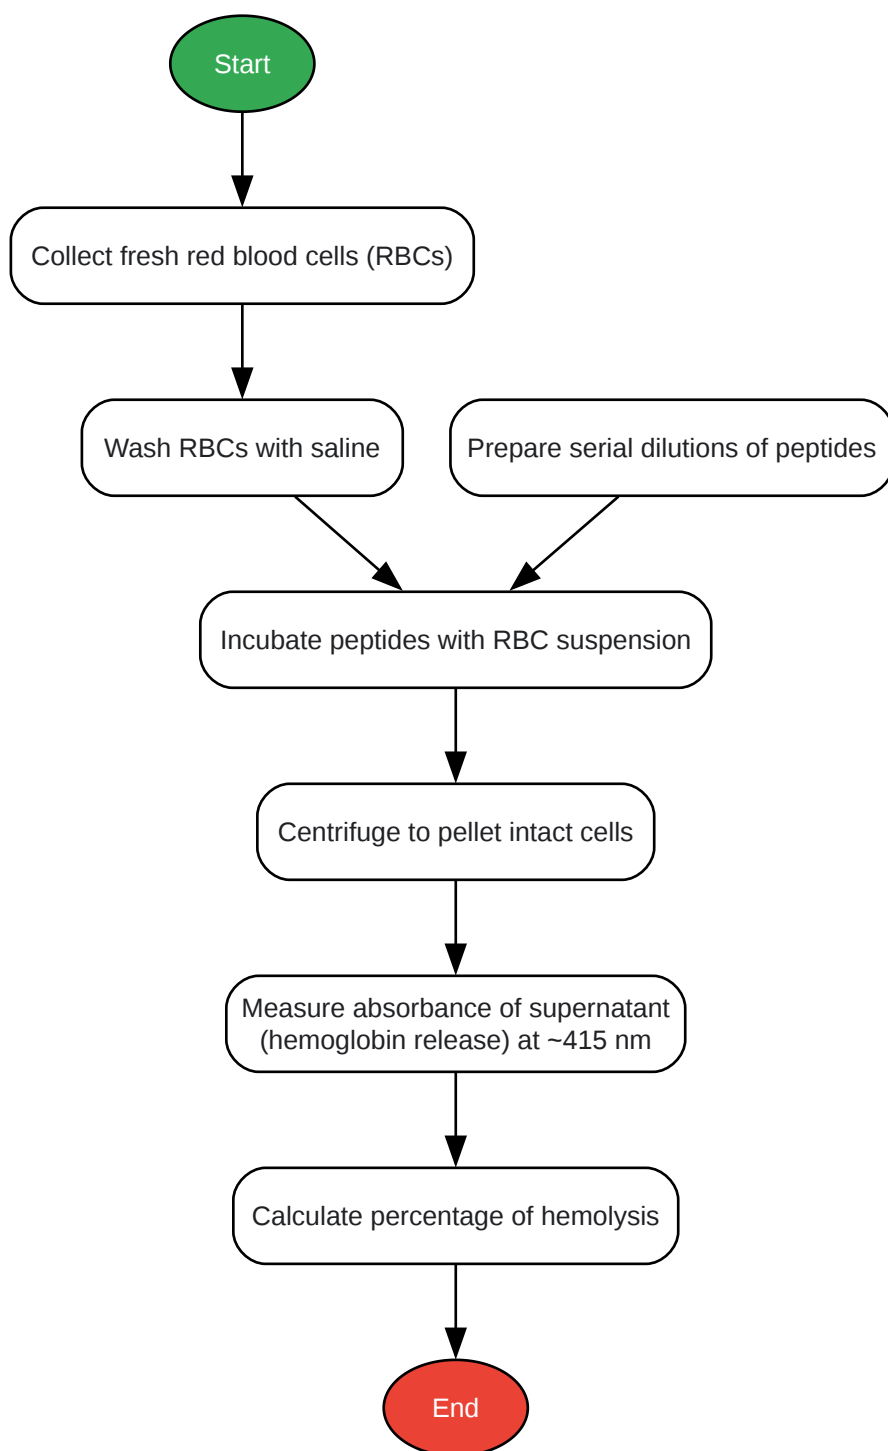 Start
Collect fresh red blood cells (RBCs)
Wash RBCs with saline
Prepare serial dilutions of peptides
Incubate peptides with RBC suspension
Centrifuge to pellet intact cells
Measure absorbance of supernatant
(hemoglobin release) at ~415 nm
Calculate percentage of hemolysis
End